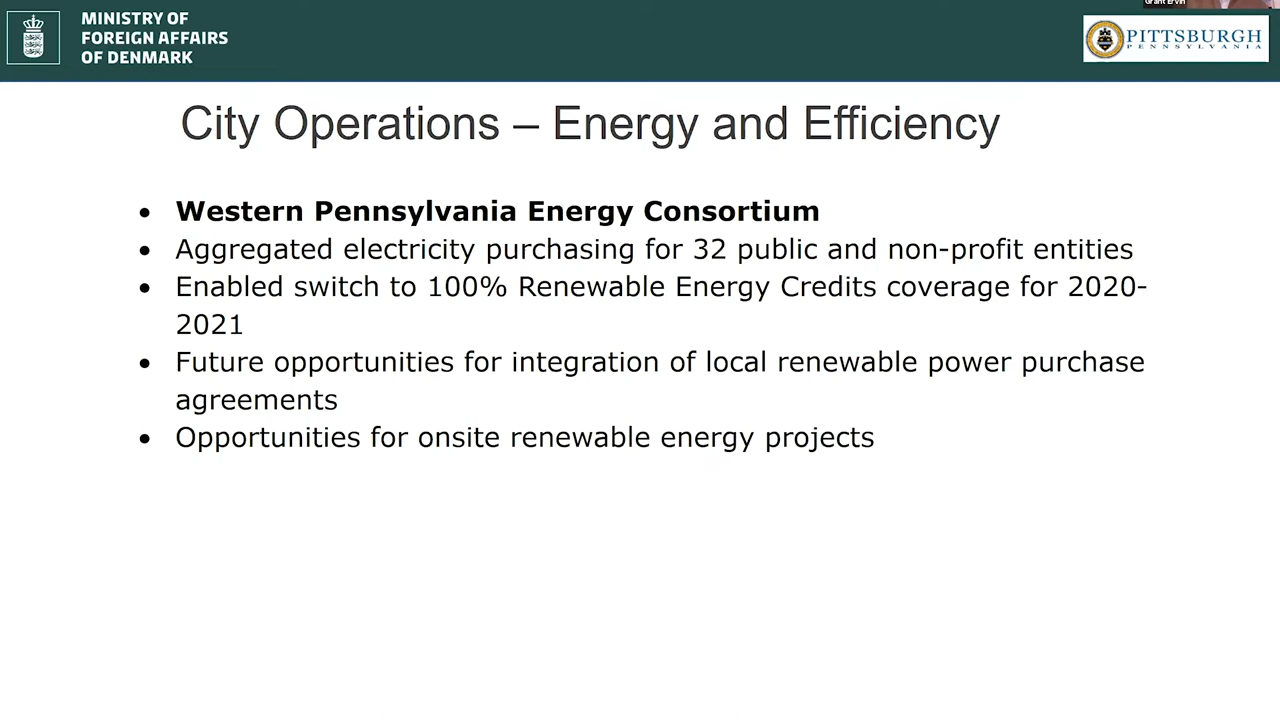 Grant Ervin
MINISTRY OF
FOREIGN AFFAIRS
OF DENMARK
PITTSBURGH
PENNSYLVANIA
City Operations – Energy and Efficiency
• Western Pennsylvania Energy Consortium
• Aggregated electricity purchasing for 32 public and non-profit entities
• Enabled switch to 100% Renewable Energy Credits coverage for 2020-
2021
• Future opportunities for integration of local renewable power purchase
agreements
• Opportunities for onsite renewable energy projects